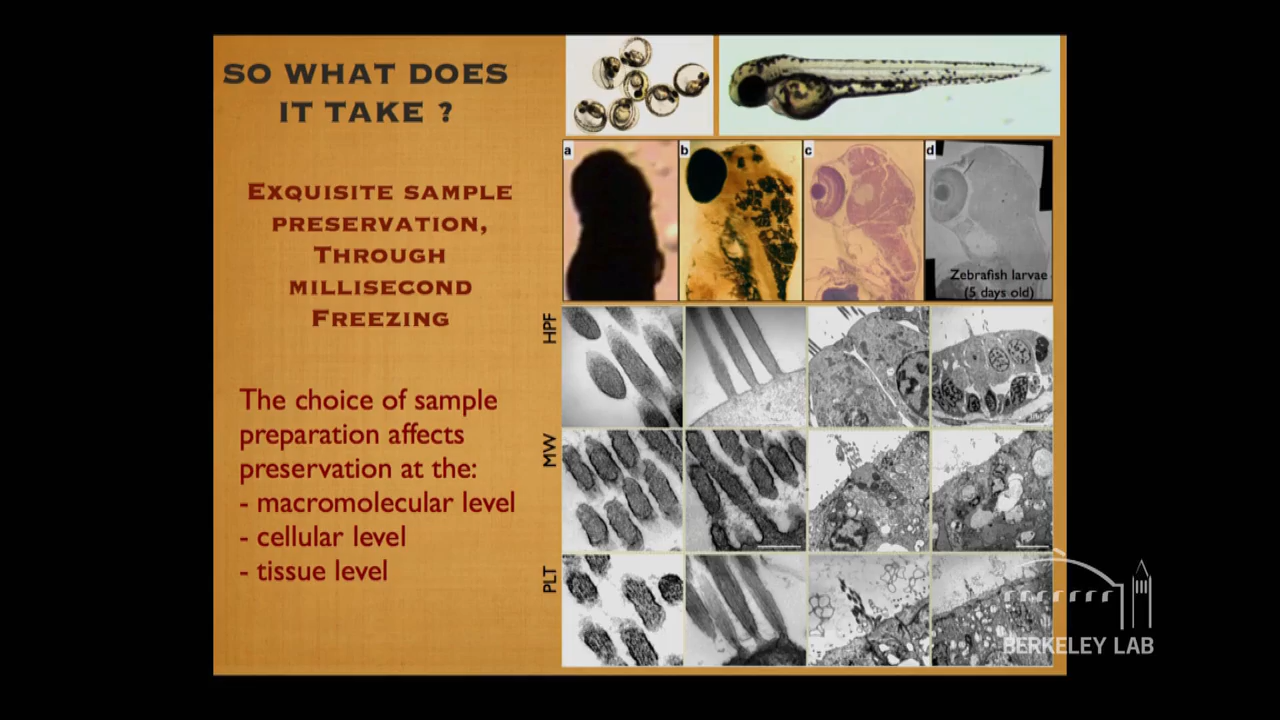 SO WHAT DOES
IT TAKE ?
EXQUISITE SAMPLE
PRESERVATION,
THROUGH
MILLISECOND
FREEZING
The choice of sample
preparation affects
preservation at the:
- macromolecular level
- cellular level
- tissue level
a
b
c
d
Zebrafish larvae
(5 days old)
HPF
MW
PLT
BERKELEY LAB